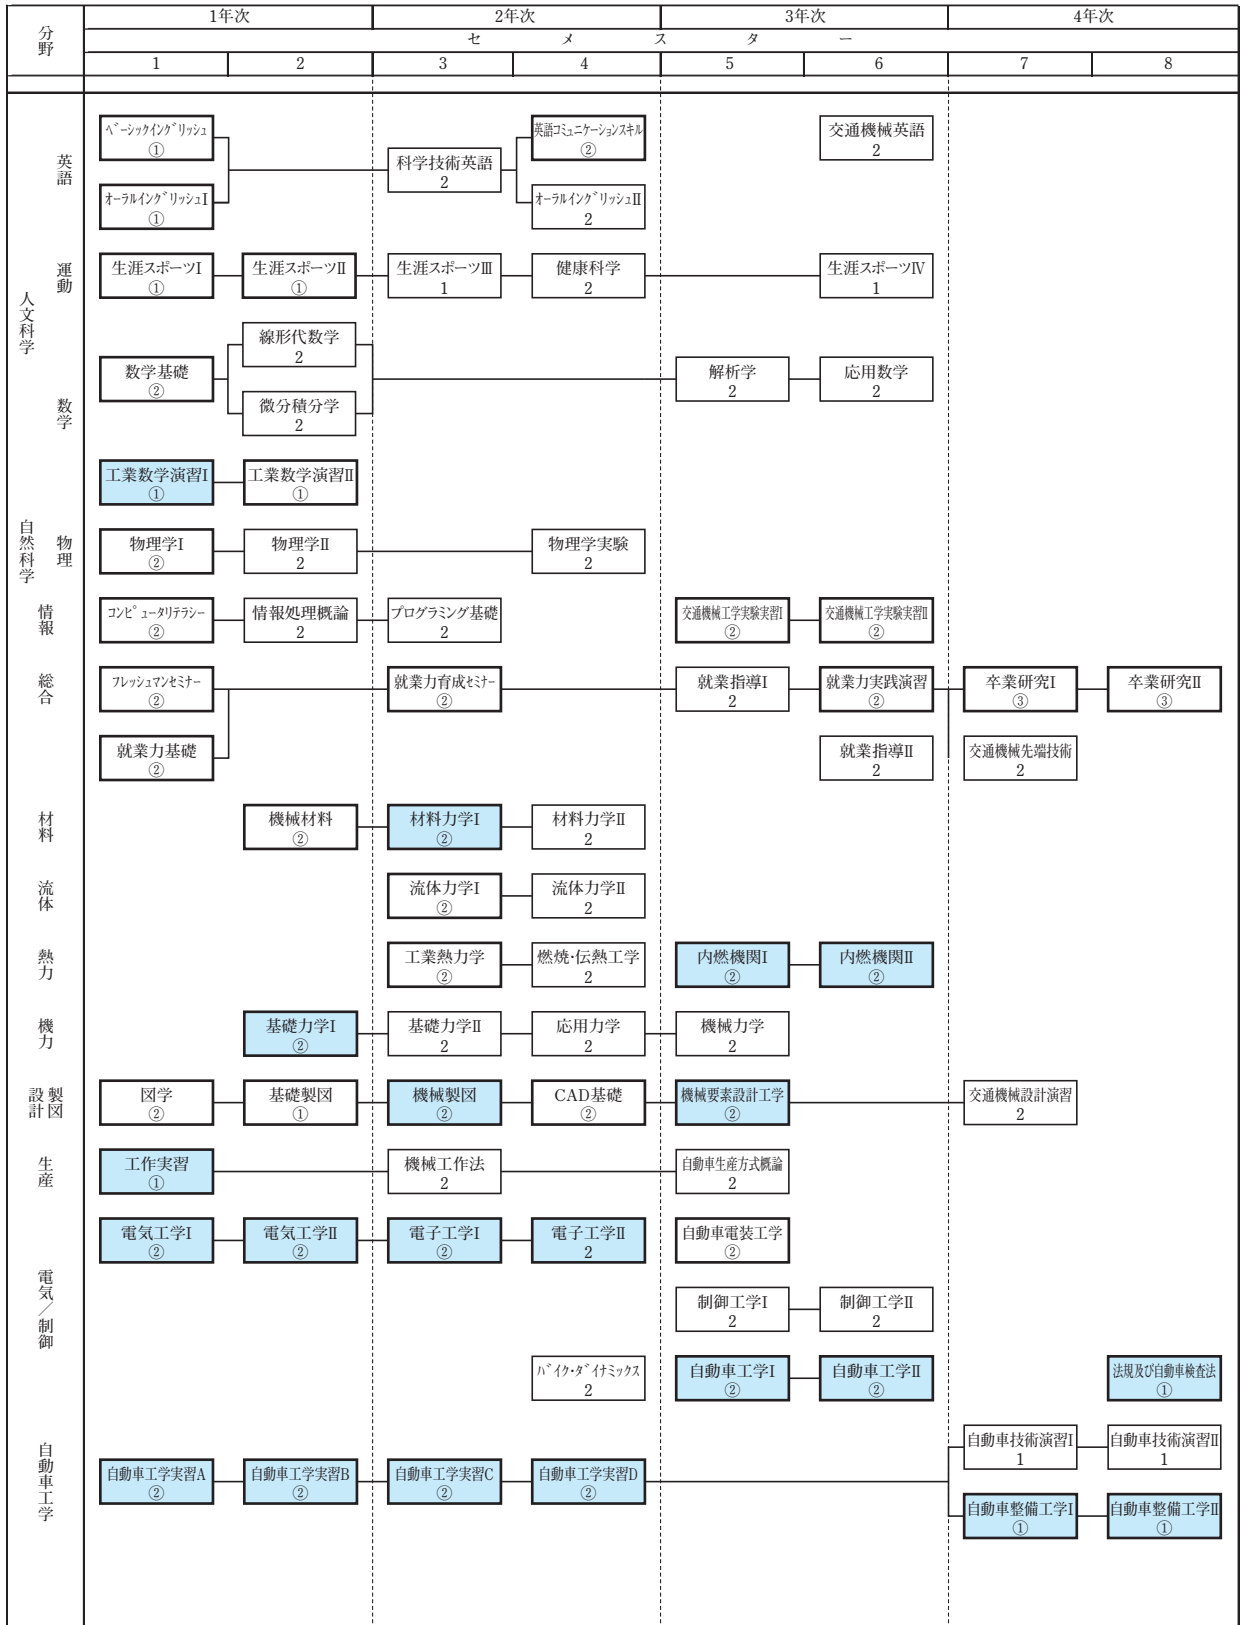 分野
1年次 2年次 3年次 4年次
セメスター
1 2 3 4 5 6 7 8
人文科学
自然科学
英語
ベーシックイングリッシュ
①
オーラルイングリッシュI
①
科学技術英語
2
英語コミュニケーションスキル
②
オーラルイングリッシュII
2
交通機械英語
2
運動
生涯スポーツI
①
生涯スポーツII
①
生涯スポーツIII
1
健康科学
2
生涯スポーツIV
1
数学
数学基礎
②
線形代数学
2
微分積分学
2
解析学
2
応用数学
2
工業数学演習I
①
工業数学演習II
①
物理
物理学I
②
物理学II
2
物理学実験
2
情報
コンピュータリテラシー
②
情報処理概論
2
プログラミング基礎
2
交通機械工学実験実習I
②
交通機械工学実験実習II
②
総合
フレッシュマンセミナー
②
就業力基礎
②
就業力育成セミナー
②
就業指導I
2
就業力実践演習
②
就業指導II
2
卒業研究I
③
卒業研究II
③
交通機械先端技術
2
材料
機械材料
②
材料力学I
②
材料力学II
2
流体
流体力学I
②
流体力学II
2
熱力
工業熱力学
②
燃焼・伝熱工学
2
内燃機関I
②
内燃機関II
②
機力
基礎力学I
②
基礎力学II
2
応用力学
2
機械力学
2
設計製図
図学
②
基礎製図
①
機械製図
②
CAD基礎
②
機械要素設計工学
②
交通機械設計演習
2
生産
工作実習
①
機械工作法
2
自動車生産方式概論
2
電気/制御
電気工学I
②
電気工学II
②
電子工学I
②
電子工学II
2
自動車電装工学
②
制御工学I
2
制御工学II
2
自動車工学
バイク・ダイナミックス
2
自動車工学I
②
自動車工学II
②
法規及び自動車検査法
①
自動車工学実習A
②
自動車工学実習B
②
自動車工学実習C
②
自動車工学実習D
②
自動車技術演習I
1
自動車技術演習II
1
自動車整備工学I
①
自動車整備工学II
①